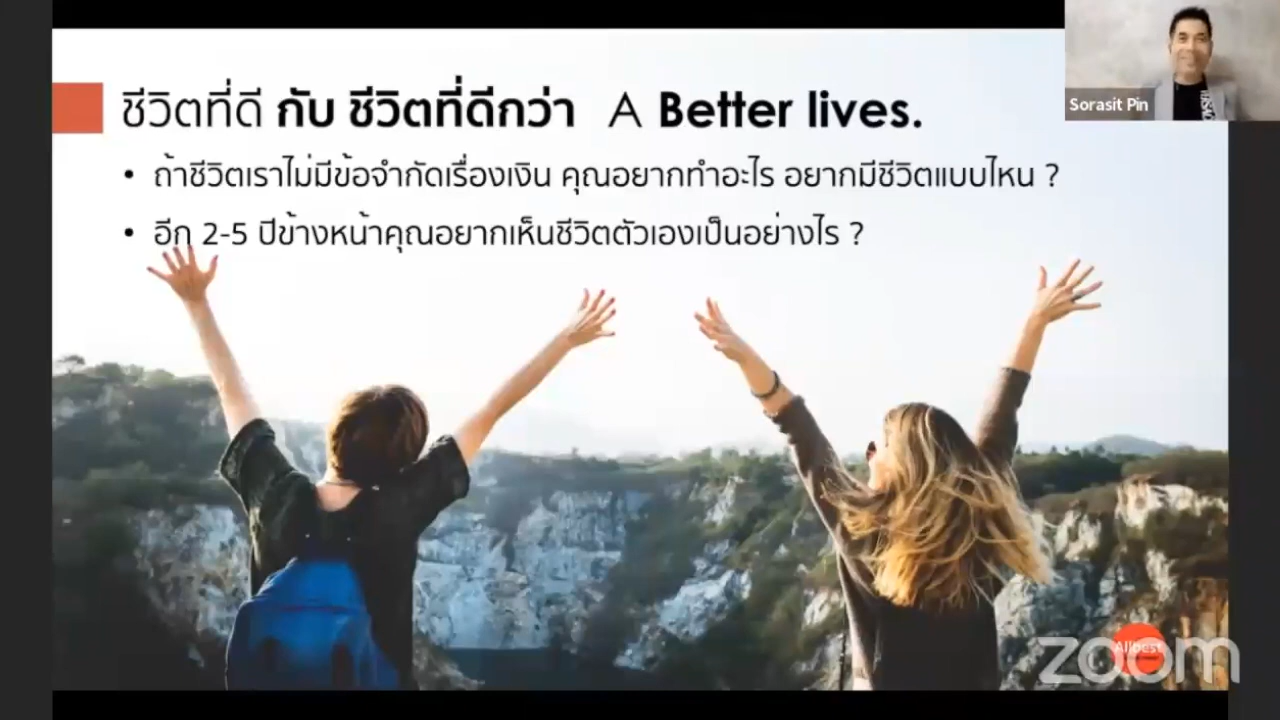 Sorasit Pin
ชีวิตที่ดี กับ ชีวิตที่ดีกว่า A Better lives.
• ถ้าชีวิตเราไม่มีข้อจำกัดเรื่องเงิน คุณอยากทำอะไร อยากมีชีวิตแบบไหน ?
• อีก 2-5 ปีข้างหน้าคุณอยากเห็นชีวิตตัวเองเป็นอย่างไร ?
Allbest
zoom